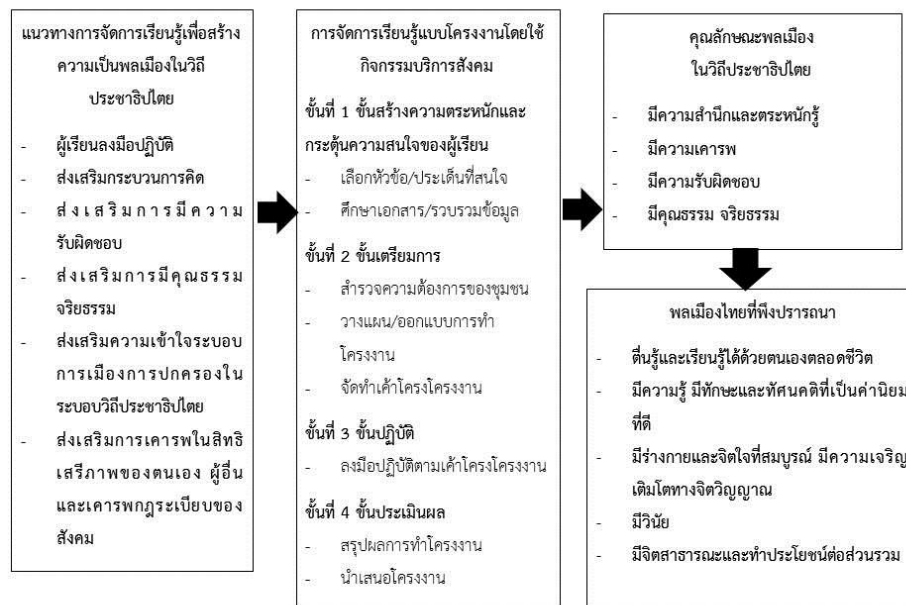 แนวทางการจัดการเรียนรู้เพื่อสร้าง
ความเป็นพลเมืองในวิถี
ประชาธิปไตย
- ผู้เรียนลงมือปฏิบัติ
- ส่งเสริมกระบวนการคิด
- ส่งเสริมการมีความ
รับผิดชอบ
- ส่งเสริมการมีคุณธรรม
จริยธรรม
- ส่งเสริมความเข้าใจระบอบ
การเมืองการปกครองใน
ระบอบวิถีประชาธิปไตย
- ส่งเสริมการเคารพในสิทธิ
เสรีภาพของตนเอง ผู้อื่น
และเคารพกฎระเบียบของ
สังคม
การจัดการเรียนรู้แบบโครงงานโดยใช้
กิจกรรมบริการสังคม
ขั้นที่ 1 ขั้นสร้างความตระหนักและ
กระตุ้นความสนใจของผู้เรียน
- เลือกหัวข้อ/ประเด็นที่สนใจ
- ศึกษาเอกสาร/รวบรวมข้อมูล
ขั้นที่ 2 ขั้นเตรียมการ
- สำรวจความต้องการของชุมชน
- วางแผน/ออกแบบการทำ
โครงงาน
- จัดทำเค้าโครงโครงงาน
ขั้นที่ 3 ขั้นปฏิบัติ
- ลงมือปฏิบัติตามเค้าโครงโครงงาน
ขั้นที่ 4 ขั้นประเมินผล
- สรุปผลการทำโครงงาน
- นำเสนอโครงงาน
คุณลักษณะพลเมือง
ในวิถีประชาธิปไตย
- มีความสำนึกและตระหนักรู้
- มีความเคารพ
- มีความรับผิดชอบ
- มีคุณธรรม จริยธรรม
พลเมืองไทยที่พึงปรารถนา
- ตื่นรู้และเรียนรู้ได้ด้วยตนเองตลอดชีวิต
- มีความรู้ มีทักษะและทัศนคติที่เป็นค่านิยม
ที่ดี
- มีร่างกายและจิตใจที่สมบูรณ์ มีความเจริญ
เติมโตทางจิตวิญญาณ
- มีวินัย
- มีจิตสาธารณะและทำประโยชน์ต่อส่วนรวม